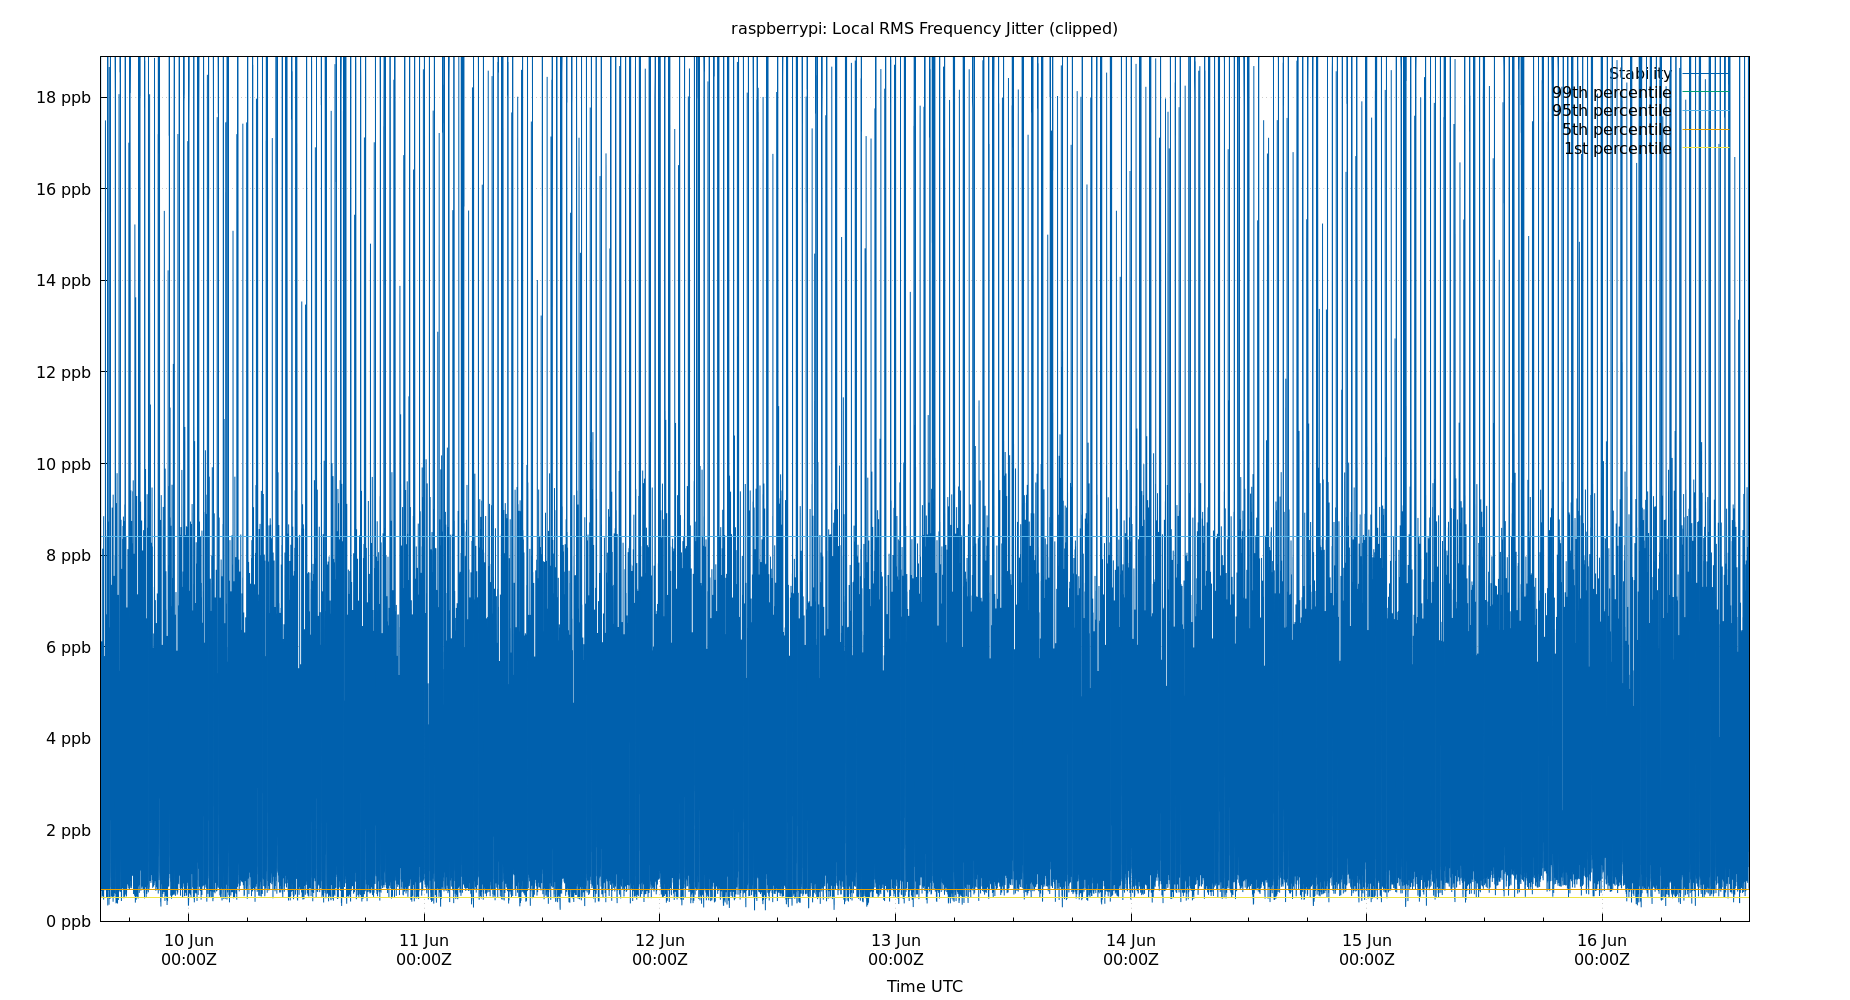 raspberrypi: Local RMS Frequency Jitter (clipped)
Stability
99th percentile
95th percentile
5th percentile
1st percentile
18 ppb
16 ppb
14 ppb
12 ppb
10 ppb
8 ppb
6 ppb
4 ppb
2 ppb
0 ppb
10 Jun 11 Jun 12 Jun 13 Jun 14 Jun 15 Jun 16 Jun
00:00Z 00:00Z 00:00Z 00:00Z 00:00Z 00:00Z 00:00Z
Time UTC